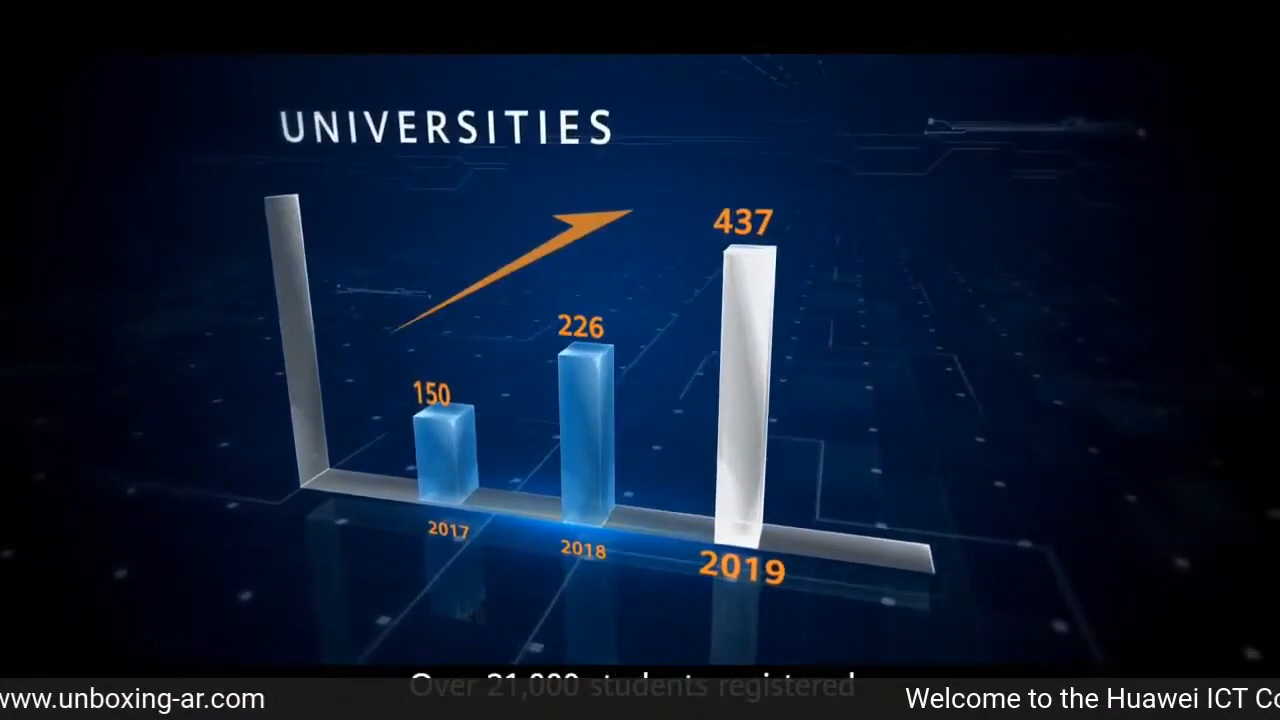 UNIVERSITIES
437
226
150
2017
2018
2019
Over 21,000 students registered
www.unboxing-ar.com
Welcome to the Huawei ICT Co